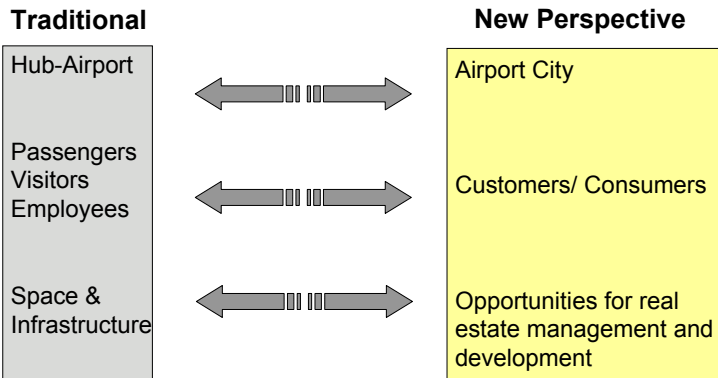 Traditional
New Perspective
Hub-Airport
Airport City
Passengers
Visitors
Employees
Customers/ Consumers
Space &
Infrastructure
Opportunities for real
estate management and
development